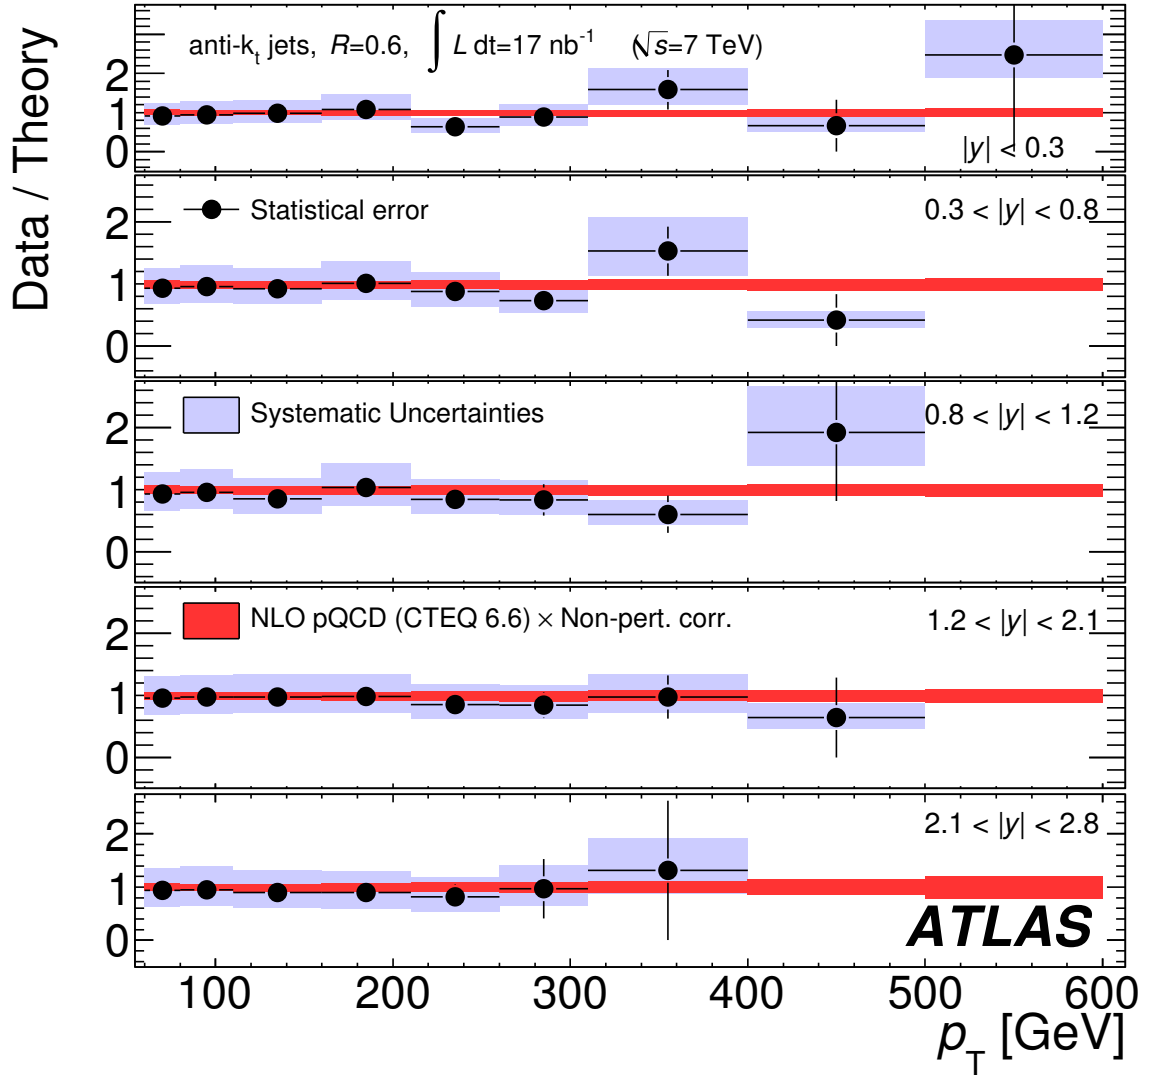 Data / Theory
anti-k_t jets, R=0.6, ∫ L dt=17 nb⁻¹ (√s=7 TeV)
2
1
0
|y| < 0.3
Statistical error
0.3 < |y| < 0.8
2
1
0
Systematic Uncertainties
0.8 < |y| < 1.2
2
1
0
NLO pQCD (CTEQ 6.6) × Non-pert. corr.
1.2 < |y| < 2.1
2
1
0
2.1 < |y| < 2.8
2
1
0
ATLAS
100 200 300 400 500 600
p_T [GeV]